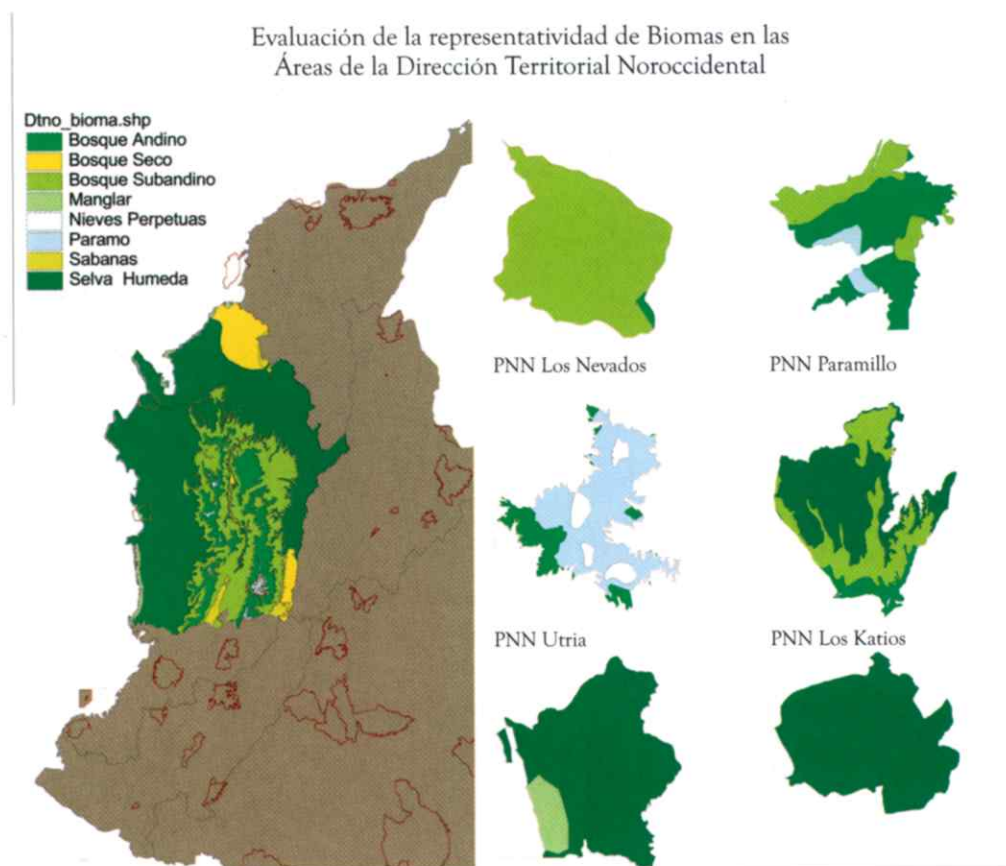 Evaluación de la representatividad de Biomas en las
Áreas de la Dirección Territorial Noroccidental
Dtno_bioma.shp
Bosque Andino
Bosque Seco
Bosque Subandino
Manglar
Nieves Perpetuas
Paramo
Sabanas
Selva Humeda
PNN Los Nevados
PNN Paramillo
PNN Utria
PNN Los Katios